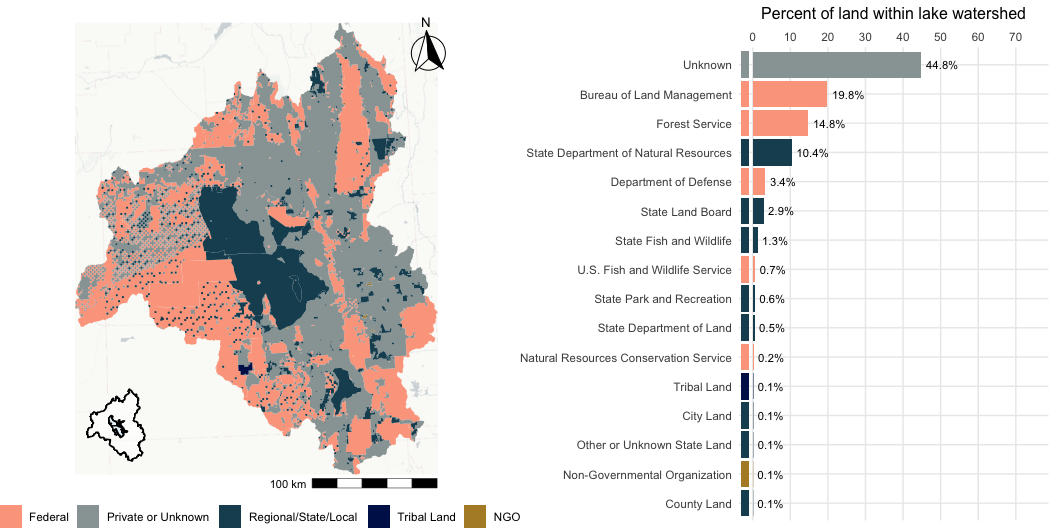 N
100 km
Federal
Private or Unknown
Regional/State/Local
Tribal Land
NGO
Percent of land within lake watershed
0 10 20 30 40 50 60 70
Unknown 44.8%
Bureau of Land Management 19.8%
Forest Service 14.8%
State Department of Natural Resources 10.4%
Department of Defense 3.4%
State Land Board 2.9%
State Fish and Wildlife 1.3%
U.S. Fish and Wildlife Service 0.7%
State Park and Recreation 0.6%
State Department of Land 0.5%
Natural Resources Conservation Service 0.2%
Tribal Land 0.1%
City Land 0.1%
Other or Unknown State Land 0.1%
Non-Governmental Organization 0.1%
County Land 0.1%